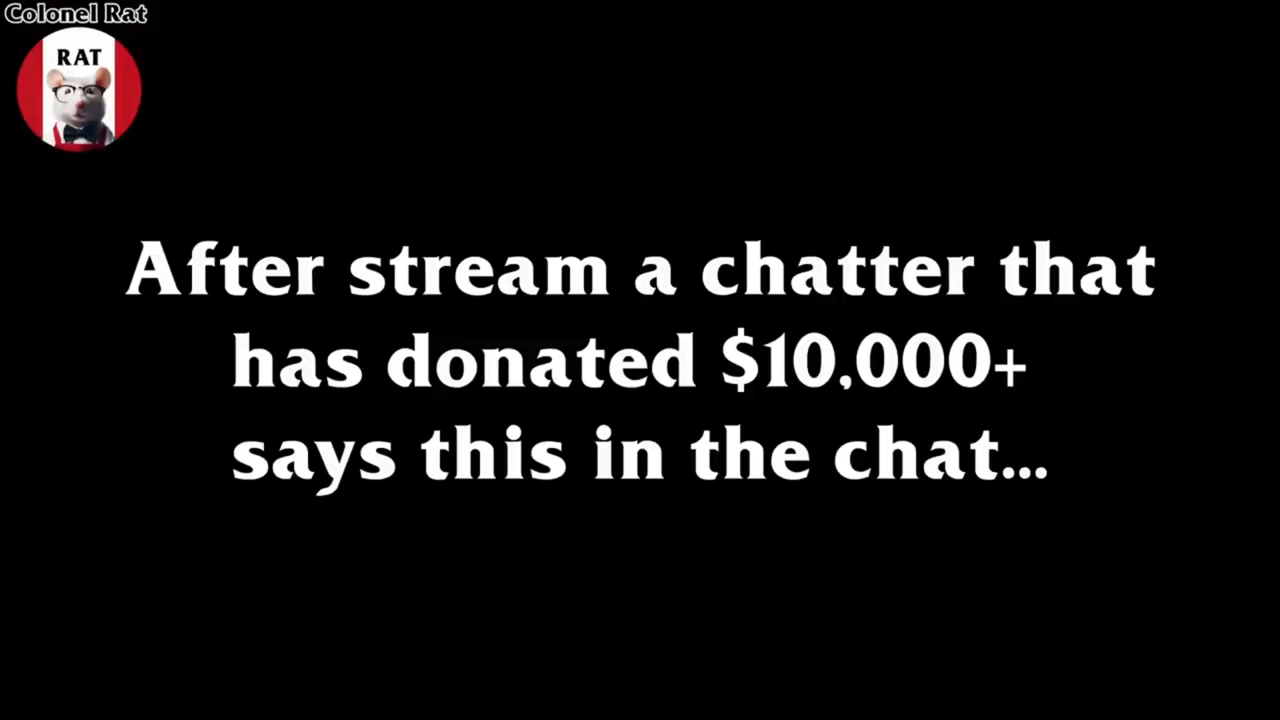 Colonel Rat
RAT
After stream a chatter that
has donated $10,000+
says this in the chat...